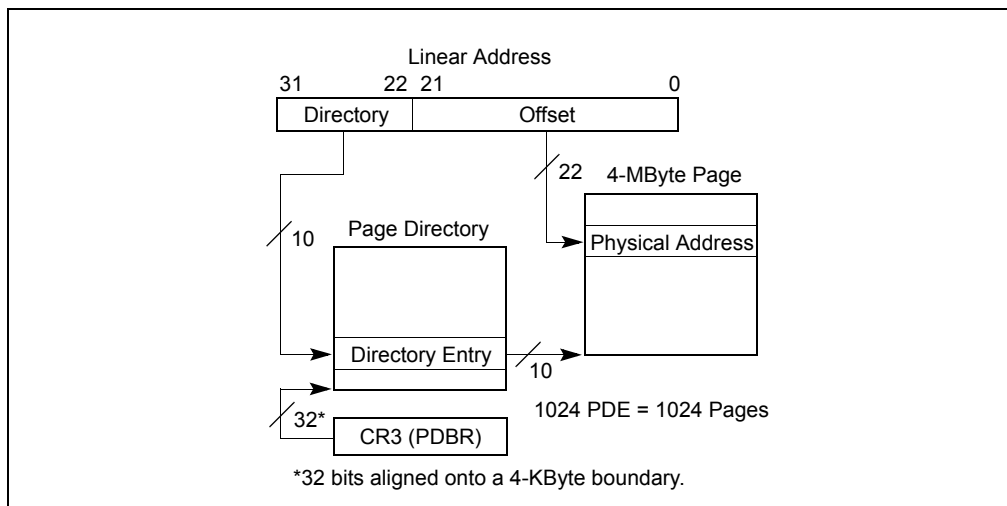 Linear Address
31 22 21 0
Directory Offset
22
4-MByte Page
10
Page Directory
Physical Address
Directory Entry
10
1024 PDE = 1024 Pages
32*
CR3 (PDBR)
*32 bits aligned onto a 4-KByte boundary.